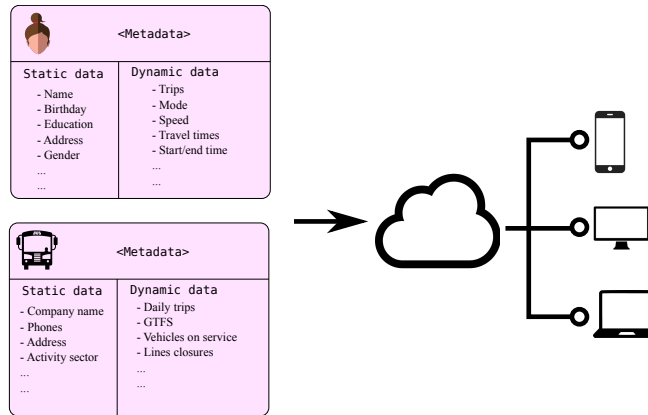 <Metadata>
Static data
- Name
- Birthday
- Education
- Address
- Gender
...
...
Dynamic data
- Trips
- Mode
- Speed
- Travel times
- Start/end time
...
...
<Metadata>
Static data
- Company name
- Phones
- Address
- Activity sector
...
...
Dynamic data
- Daily trips
- GTFS
- Vehicles on service
- Lines closures
...
...